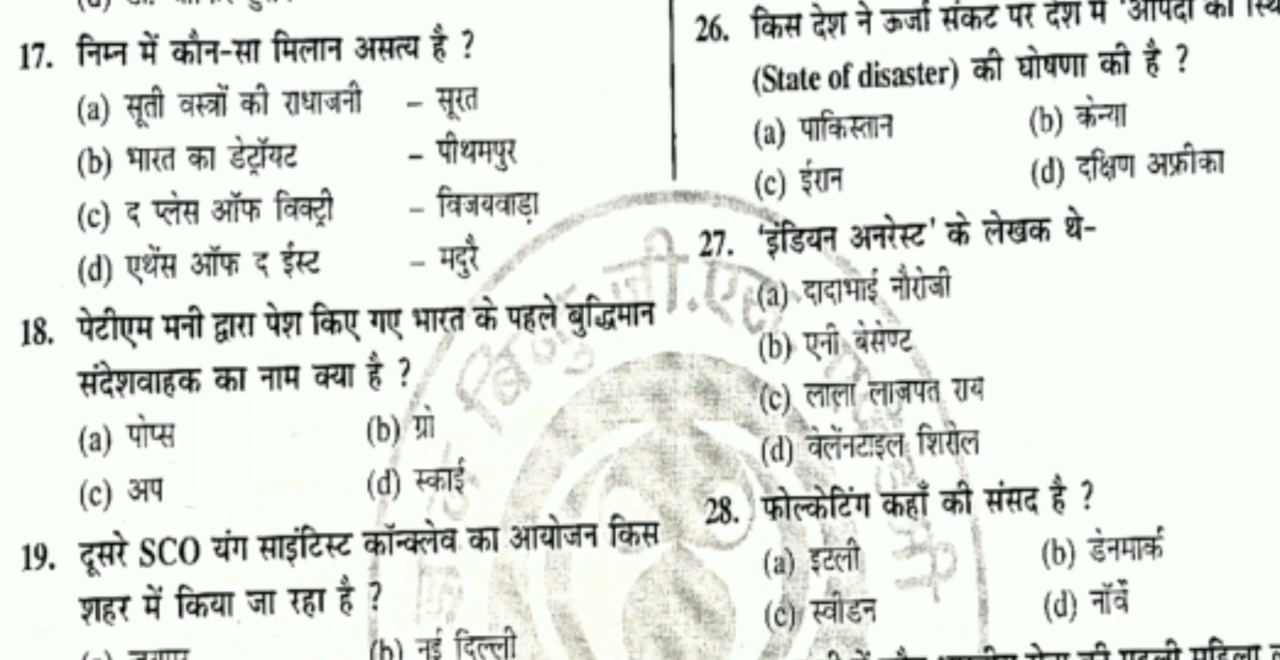 17. निम्न में कौन-सा मिलान असत्य है ?
(a) सूती वस्त्रों की राधाजनी – सूरत
(b) भारत का डेट्रॉयट – पीथमपुर
(c) द प्लेस ऑफ विक्ट्री – विजयवाड़ा
(d) एथेंस ऑफ द ईस्ट – मदुरै
18. पेटीएम मनी द्वारा पेश किए गए भारत के पहले बुद्धिमान
संदेशवाहक का नाम क्या है ?
(a) पोप्स (b) ग्रो
(c) अप (d) स्काई
19. दूसरे SCO यंग साइंटिस्ट कॉन्क्लेव का आयोजन किस
शहर में किया जा रहा है ?
(b) नई दिल्ली
26. किस देश ने ऊर्जा संकट पर देश में 'आपदा की
(State of disaster) की घोषणा की है ?
(a) पाकिस्तान (b) केन्या
(c) ईरान (d) दक्षिण अफ्रीका
27. 'इंडियन अनरेस्ट' के लेखक थे-
(a) दादाभाई नौरोजी
(b) एनी बेसेण्ट
(c) लाला लाजपत राय
(d) वेलेंनटाइल शिरोल
28. फोल्केटिंग कहाँ की संसद है ?
(a) इटली (b) डेनमार्क
(c) स्वीडन (d) नॉर्वे